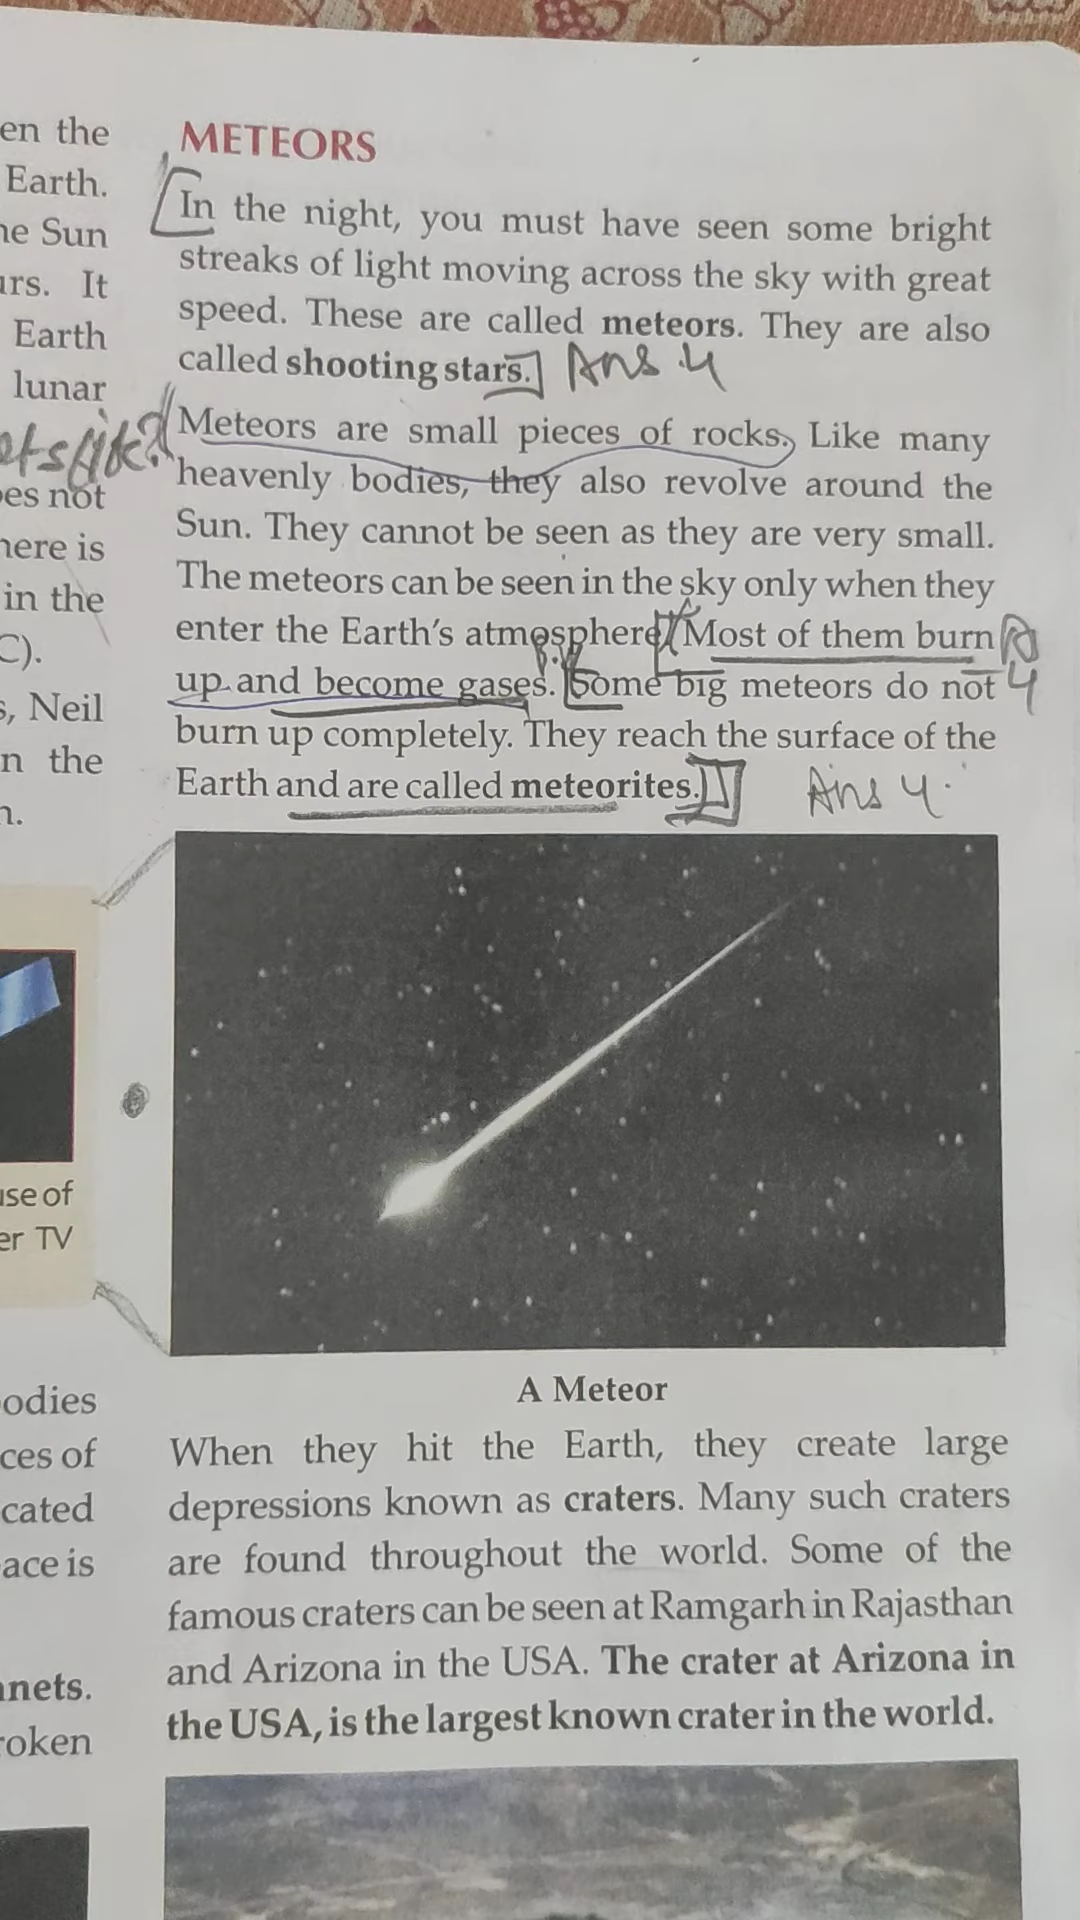 en the
Earth.
ne Sun
urs. It
Earth
lunar
ets
es not
here is
in the
C).
s, Neil
n the
n.
use of
er TV
odies
ces of
cated
ace is
nets.
roken
METEORS
In the night, you must have seen some bright
streaks of light moving across the sky with great
speed. These are called meteors. They are also
called shooting stars. Ans 4
Meteors are small pieces of rocks. Like many
heavenly bodies, they also revolve around the
Sun. They cannot be seen as they are very small.
The meteors can be seen in the sky only when they
enter the Earth's atmosphere. Most of them burn
up and become gases. Some big meteors do not 4
burn up completely. They reach the surface of the
Earth and are called meteorites. Ans 4.
A Meteor
When they hit the Earth, they create large
depressions known as craters. Many such craters
are found throughout the world. Some of the
famous craters can be seen at Ramgarh in Rajasthan
and Arizona in the USA. The crater at Arizona in
the USA, is the largest known crater in the world.